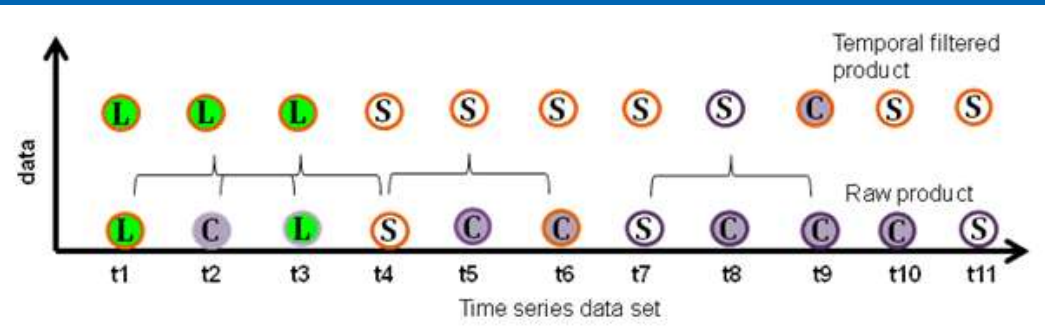 Temporal filtered
product
L L L S S S S S C S S
data
Raw product
L C L S C C S C C C S
t1 t2 t3 t4 t5 t6 t7 t8 t9 t10 t11
Time series data set